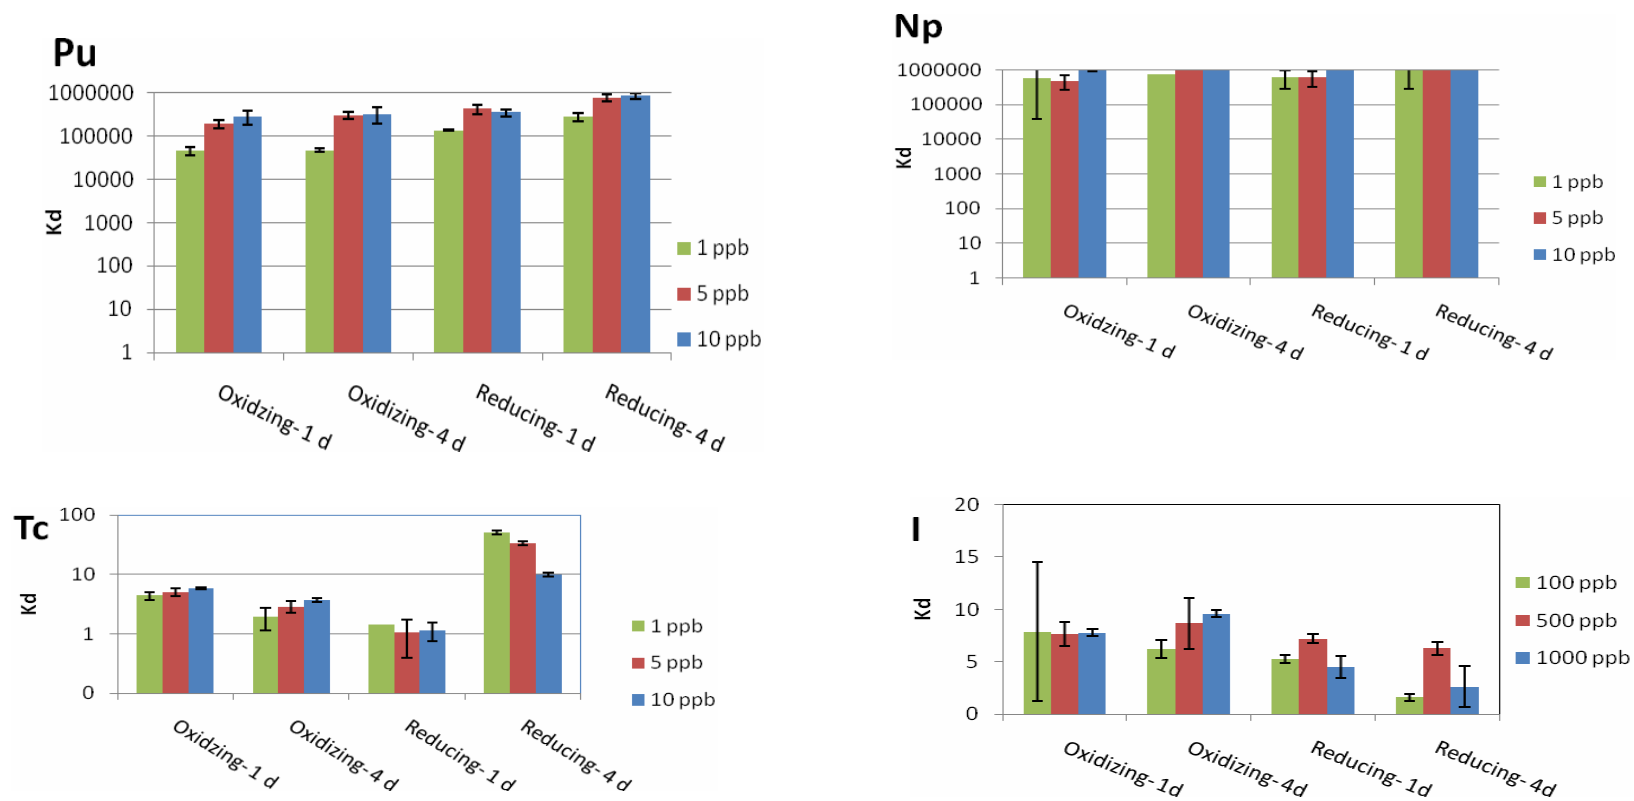 Pu
1000000
100000
10000
1000
100
10
1
Kd
Oxidzing- 1 d
Oxidizing- 4 d
Reducing- 1 d
Reducing- 4 d
1 ppb
5 ppb
10 ppb
Np
1000000
100000
10000
1000
100
10
1
Kd
Oxidzing- 1 d
Oxidizing- 4 d
Reducing- 1 d
Reducing- 4 d
1 ppb
5 ppb
10 ppb
Tc
100
10
1
0
Kd
Oxidzing- 1 d
Oxidizing- 4 d
Reducing- 1 d
Reducing- 4 d
1 ppb
5 ppb
10 ppb
I
20
15
10
5
0
Kd
Oxidizing- 1d
Oxidizing- 4d
Reducing- 1d
Reducing- 4d
100 ppb
500 ppb
1000 ppb